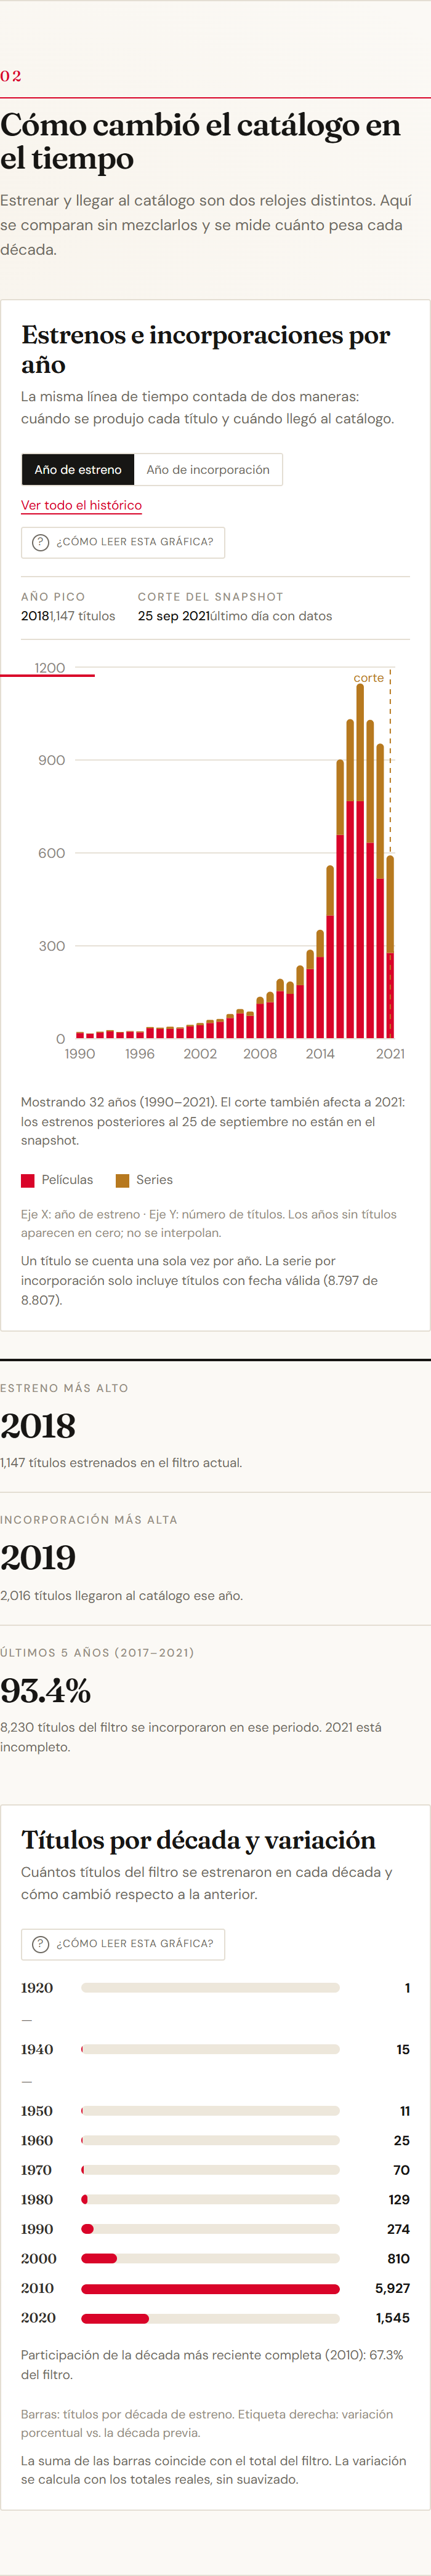 02
Cómo cambió el catálogo en
el tiempo
Estrenar y llegar al catálogo son dos relojes distintos. Aquí
se comparan sin mezclarlos y se mide cuánto pesa cada
década.
Estrenos e incorporaciones por
año
La misma línea de tiempo contada de dos maneras:
cuándo se produjo cada título y cuándo llegó al catálogo.
Año de estreno Año de incorporación
Ver todo el histórico
? ¿CÓMO LEER ESTA GRÁFICA?
AÑO PICO CORTE DEL SNAPSHOT
20181,147 títulos 25 sep 2021último día con datos
1200
corte
900
600
300
0
1990 1996 2002 2008 2014 2021
Mostrando 32 años (1990–2021). El corte también afecta a 2021:
los estrenos posteriores al 25 de septiembre no están en el
snapshot.
Películas Series
Eje X: año de estreno · Eje Y: número de títulos. Los años sin títulos
aparecen en cero; no se interpolan.
Un título se cuenta una sola vez por año. La serie por
incorporación solo incluye títulos con fecha válida (8.797 de
8.807).
ESTRENO MÁS ALTO
2018
1,147 títulos estrenados en el filtro actual.
INCORPORACIÓN MÁS ALTA
2019
2,016 títulos llegaron al catálogo ese año.
ÚLTIMOS 5 AÑOS (2017–2021)
93.4%
8,230 títulos del filtro se incorporaron en ese periodo. 2021 está
incompleto.
Títulos por década y variación
Cuántos títulos del filtro se estrenaron en cada década y
cómo cambió respecto a la anterior.
? ¿CÓMO LEER ESTA GRÁFICA?
1920 1
—
1940 15
—
1950 11
1960 25
1970 70
1980 129
1990 274
2000 810
2010 5,927
2020 1,545
Participación de la década más reciente completa (2010): 67.3%
del filtro.
Barras: títulos por década de estreno. Etiqueta derecha: variación
porcentual vs. la década previa.
La suma de las barras coincide con el total del filtro. La variación
se calcula con los totales reales, sin suavizado.